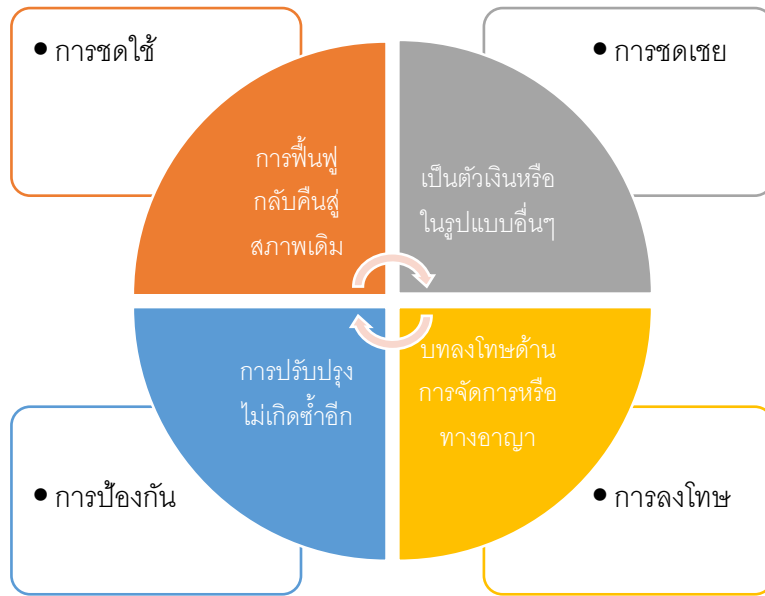 • การชดใช้
• การชดเชย
การฟื้นฟู
กลับคืนสู่
สภาพเดิม
เป็นตัวเงินหรือ
ในรูปแบบอื่นๆ
การปรับปรุง
ไม่เกิดซ้ำอีก
บทลงโทษด้าน
การจัดการหรือ
ทางอาญา
• การป้องกัน
• การลงโทษ